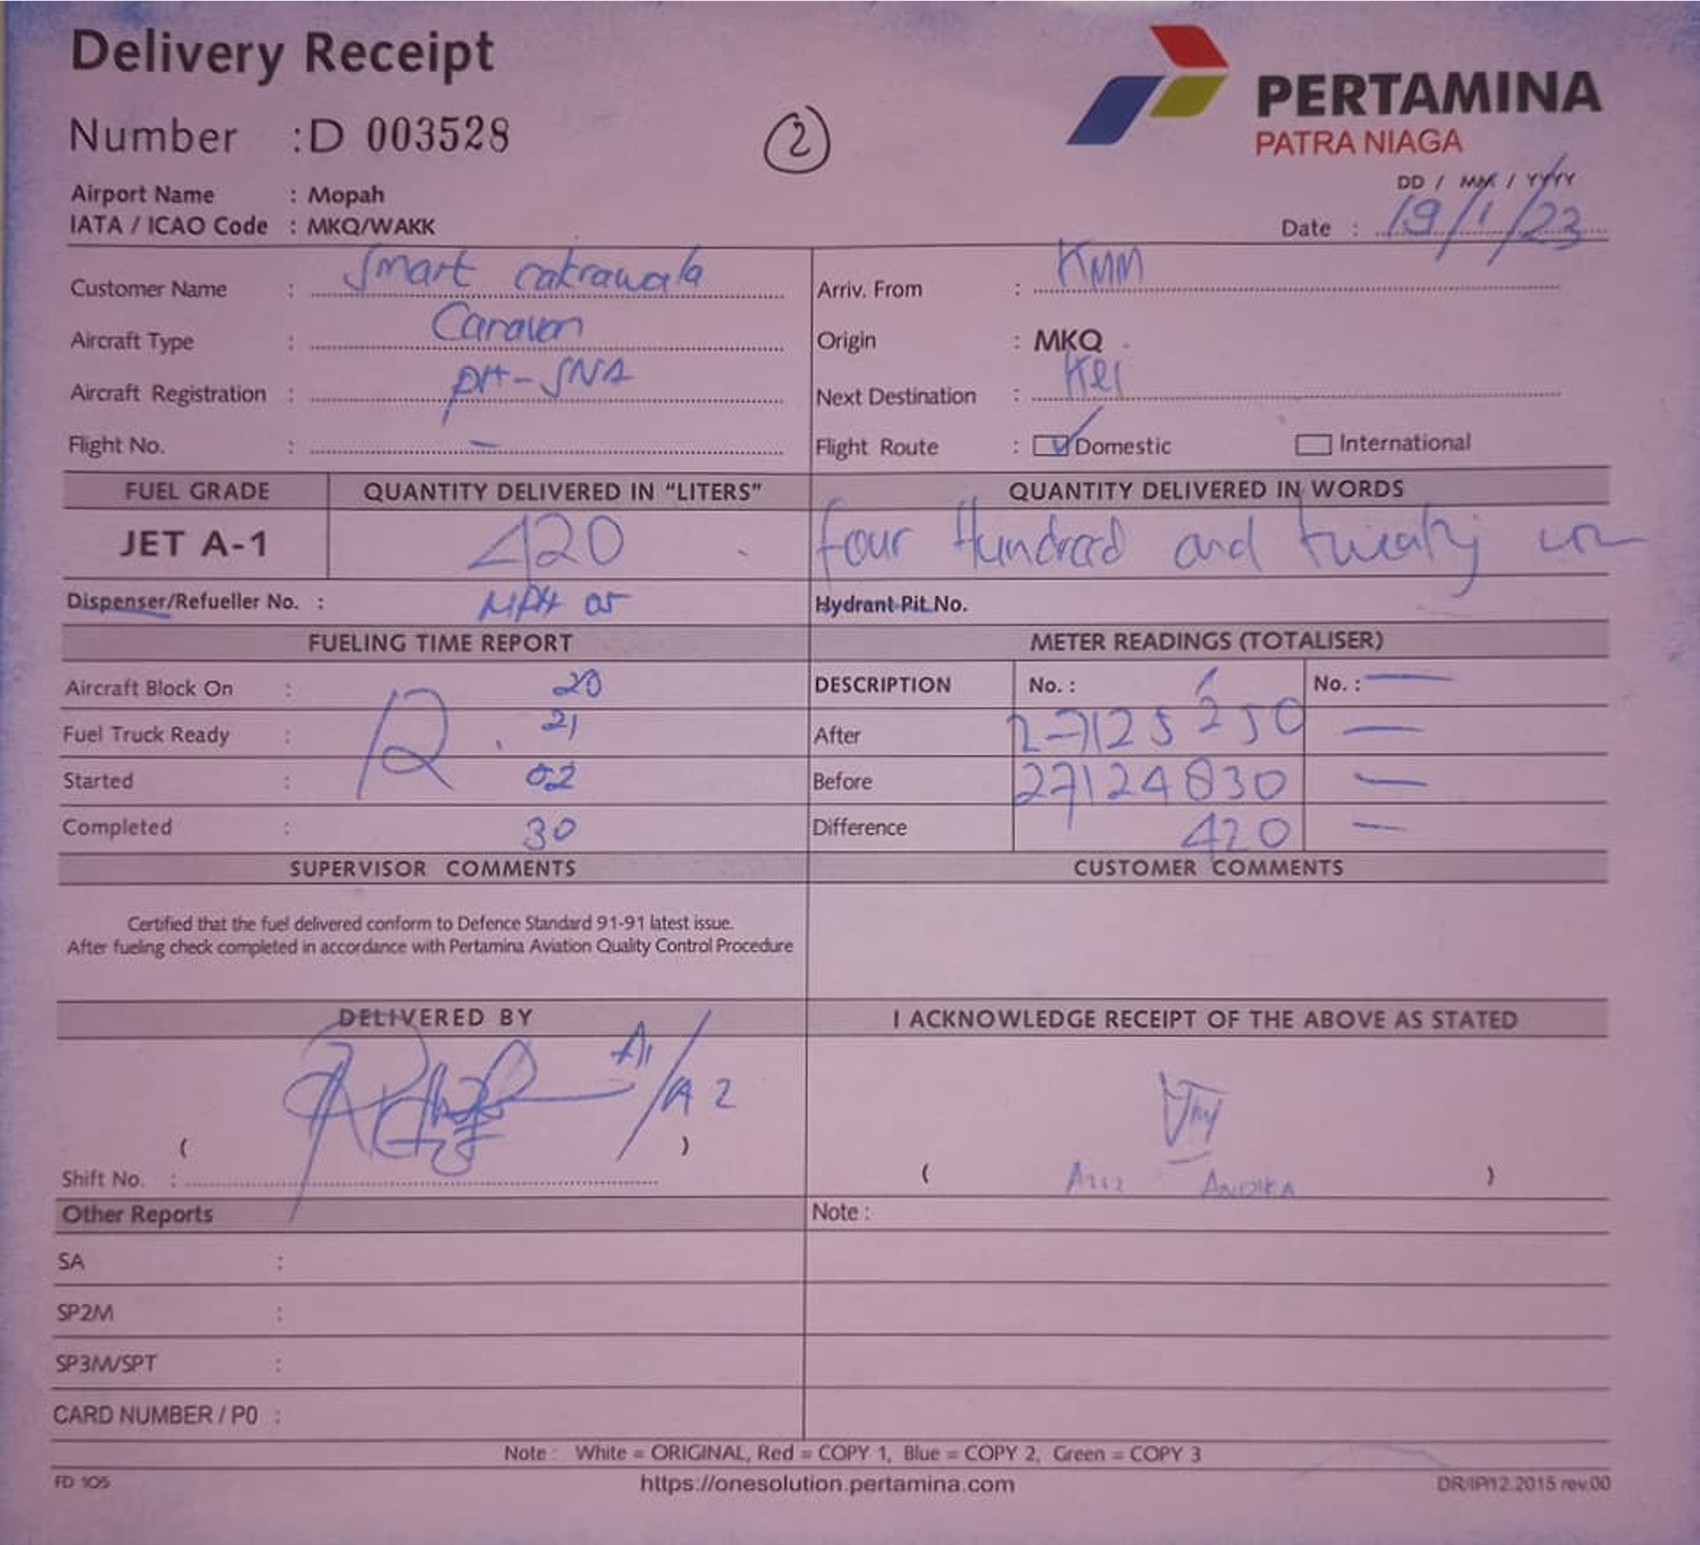 Delivery Receipt
Number : D 003528
2
PERTAMINA
PATRA NIAGA
Airport Name : Mopah
IATA / ICAO Code : MKQ/WAKK
DD / MM / YYYY
Date : 19/1/23
Customer Name : Smart cakrawala
Arriv. From : KMM
Aircraft Type : Caravan
Origin : MKQ
Aircraft Registration : PK-SNA
Next Destination : Kei
Flight No. : –
Flight Route : Domestic International
FUEL GRADE QUANTITY DELIVERED IN “LITERS” QUANTITY DELIVERED IN WORDS
JET A-1 420 four Hundred and twenty
Dispenser/Refueller No. : MPH 05 Hydrant Pit No.
FUELING TIME REPORT METER READINGS (TOTALISER)
Aircraft Block On : 20 DESCRIPTION No. : No. : –
Fuel Truck Ready : 21 After 27125250 –
Started : 02 Before 27124830 –
Completed : 30 Difference 420 –
SUPERVISOR COMMENTS CUSTOMER COMMENTS
Certified that the fuel delivered conform to Defence Standard 91-91 latest issue.
After fueling check completed in accordance with Pertamina Aviation Quality Control Procedure
DELIVERED BY I ACKNOWLEDGE RECEIPT OF THE ABOVE AS STATED
A1/A2
( )
Shift No. :
( Aziz ANDIKA )
Other Reports Note :
SA :
SP2M :
SP3M/SPT :
CARD NUMBER / P0 :
Note : White = ORIGINAL, Red = COPY 1, Blue = COPY 2, Green = COPY 3
FD 105 https://onesolution.pertamina.com DR/IP/12.2015 rev.00